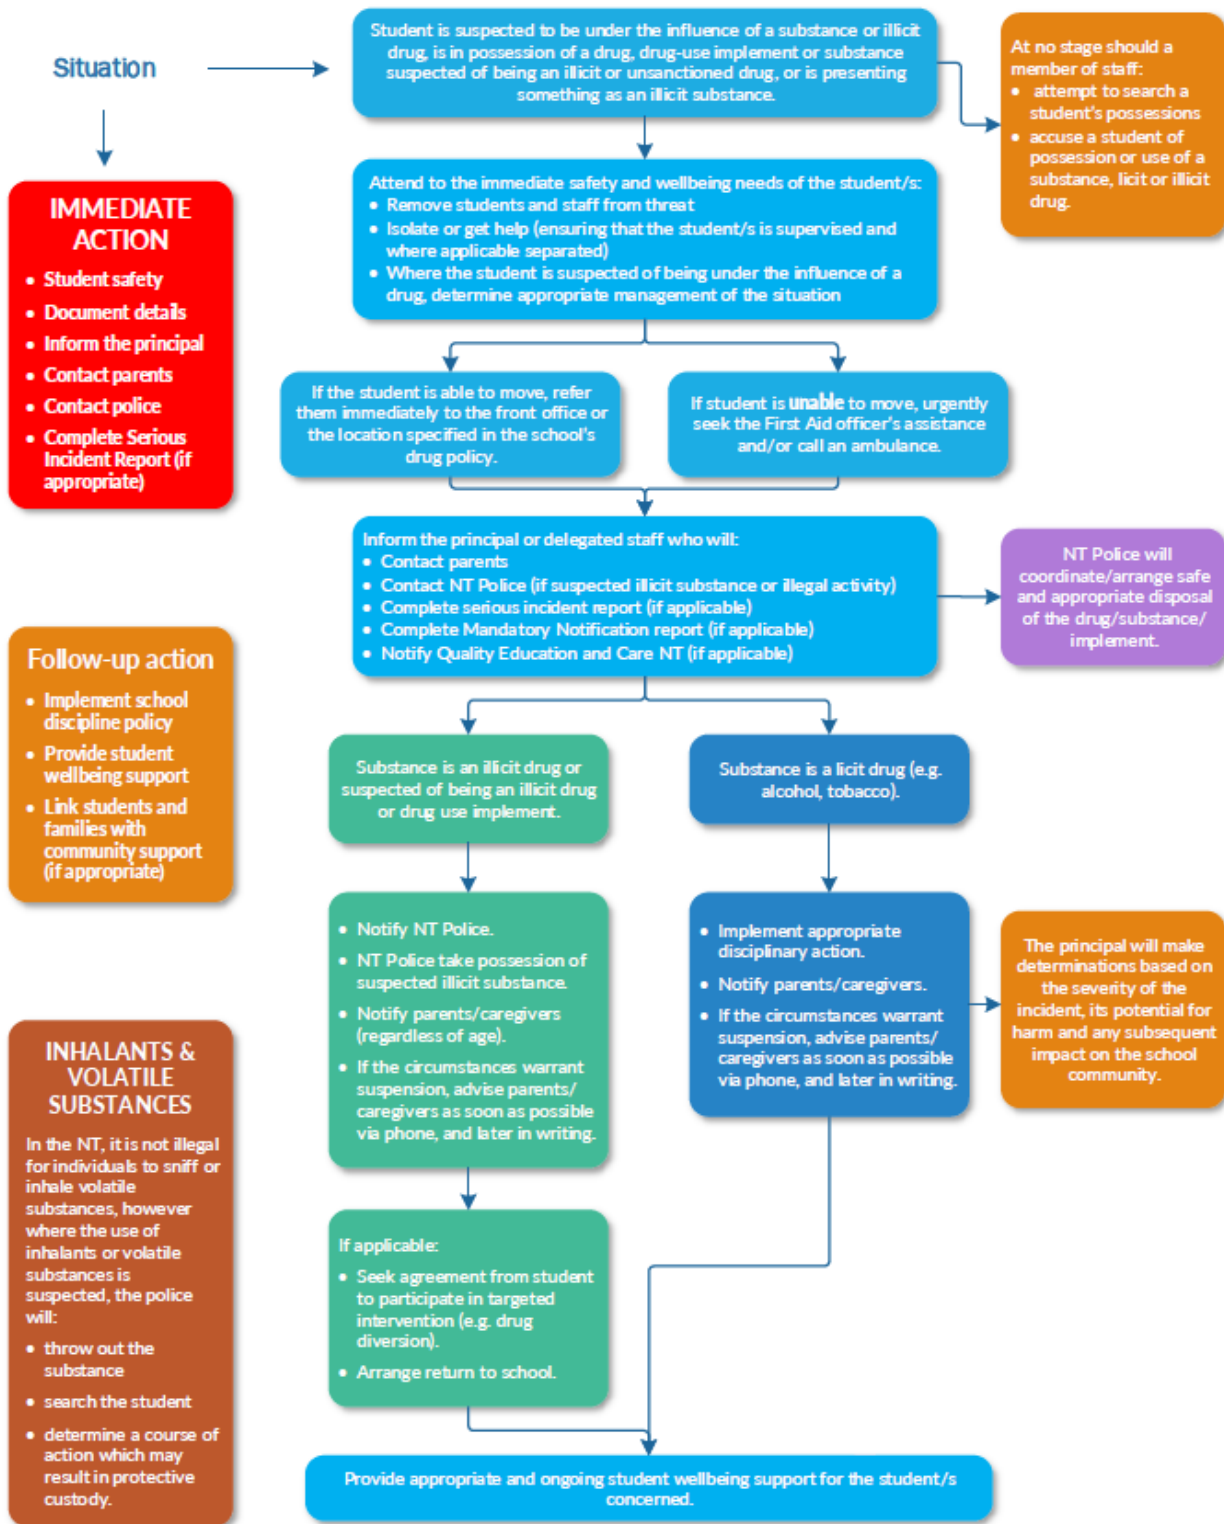 Situation
Student is suspected to be under the influence of a substance or illicit
drug, is in possession of a drug, drug-use implement or substance
suspected of being an illicit or unsanctioned drug, or is presenting
something as an illicit substance.
At no stage should a
member of staff:
• attempt to search a
student's possessions
• accuse a student of
possession or use of a
substance, licit or illicit
drug.
IMMEDIATE
ACTION
• Student safety
• Document details
• Inform the principal
• Contact parents
• Contact police
• Complete Serious
Incident Report (if
appropriate)
Attend to the immediate safety and wellbeing needs of the student/s:
• Remove students and staff from threat
• Isolate or get help (ensuring that the student/s is supervised and
where applicable separated)
• Where the student is suspected of being under the influence of a
drug, determine appropriate management of the situation
If the student is able to move, refer
them immediately to the front office or
the location specified in the school's
drug policy.
If student is unable to move, urgently
seek the First Aid officer's assistance
and/or call an ambulance.
Inform the principal or delegated staff who will:
• Contact parents
• Contact NT Police (if suspected illicit substance or illegal activity)
• Complete serious incident report (if applicable)
• Complete Mandatory Notification report (if applicable)
• Notify Quality Education and Care NT (if applicable)
NT Police will
coordinate/arrange safe
and appropriate disposal
of the drug/substance/
implement.
Follow-up action
• Implement school
discipline policy
• Provide student
wellbeing support
• Link students and
families with
community support
(if appropriate)
Substance is an illicit drug or
suspected of being an illicit drug
or drug use implement.
Substance is a licit drug (e.g.
alcohol, tobacco).
• Notify NT Police.
• NT Police take possession of
suspected illicit substance.
• Notify parents/caregivers
(regardless of age).
• If the circumstances warrant
suspension, advise parents/
caregivers as soon as possible
via phone, and later in writing.
• Implement appropriate
disciplinary action.
• Notify parents/caregivers.
• If the circumstances warrant
suspension, advise parents/
caregivers as soon as possible
via phone, and later in writing.
The principal will make
determinations based on
the severity of the
incident, its potential for
harm and any subsequent
impact on the school
community.
INHALANTS &
VOLATILE
SUBSTANCES
In the NT, it is not illegal
for individuals to sniff or
inhale volatile
substances, however
where the use of
inhalants or volatile
substances is
suspected, the police
will:
• throw out the
substance
• search the student
• determine a course of
action which may
result in protective
custody.
If applicable:
• Seek agreement from student
to participate in targeted
intervention (e.g. drug
diversion).
• Arrange return to school.
Provide appropriate and ongoing student wellbeing support for the student/s
concerned.